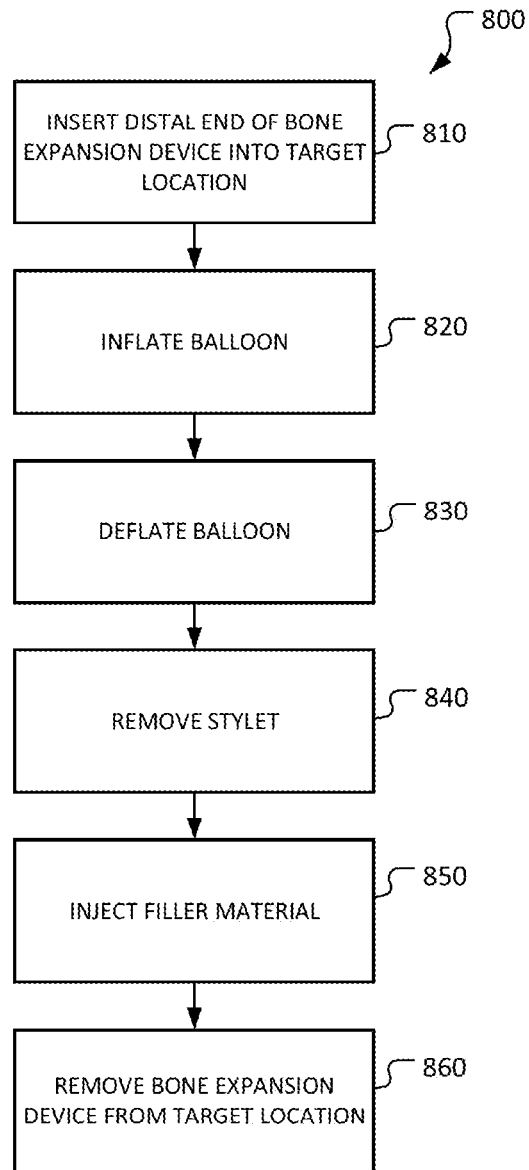 800
INSERT DISTAL END OF BONE
EXPANSION DEVICE INTO TARGET
LOCATION
810
INFLATE BALLOON
820
DEFLATE BALLOON
830
REMOVE STYLET
840
INJECT FILLER MATERIAL
850
REMOVE BONE EXPANSION
DEVICE FROM TARGET LOCATION
860